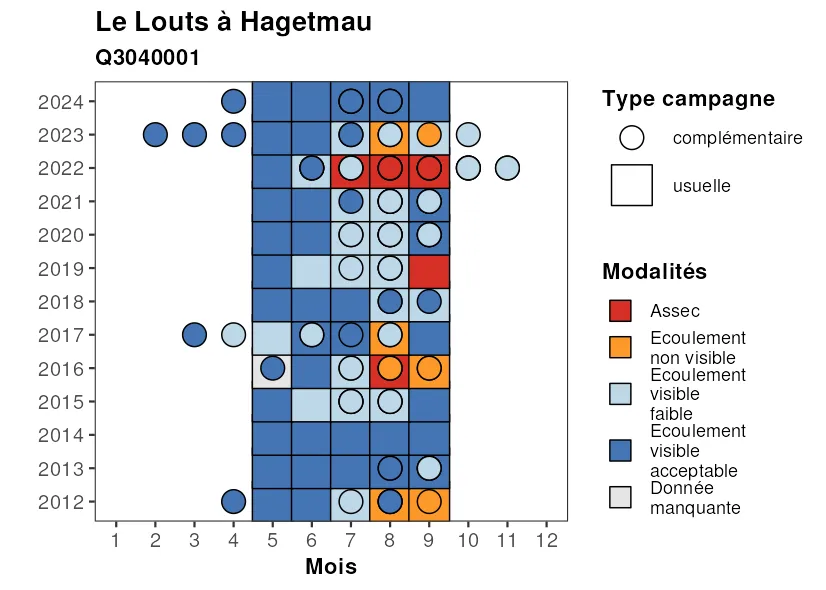 Le Louts à Hagetmau
Q3040001
2024
2023
2022
2021
2020
2019
2018
2017
2016
2015
2014
2013
2012
1 2 3 4 5 6 7 8 9 10 11 12
Mois
Type campagne
complémentaire
usuelle
Modalités
Assec
Ecoulement
non visible
Ecoulement
visible
faible
Ecoulement
visible
acceptable
Donnée
manquante